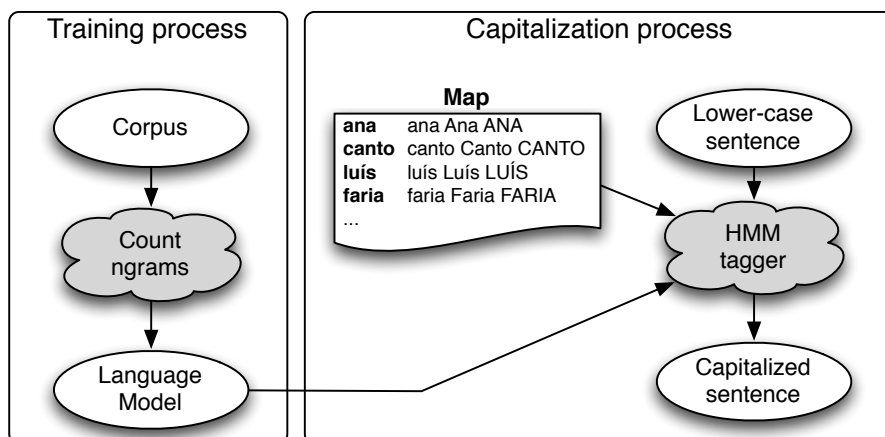 Training process
Corpus
Count
ngrams
Language
Model
Capitalization process
Map
ana ana Ana ANA
canto canto Canto CANTO
luís luís Luís LUÍS
faria faria Faria FARIA
...
Lower-case
sentence
HMM
tagger
Capitalized
sentence